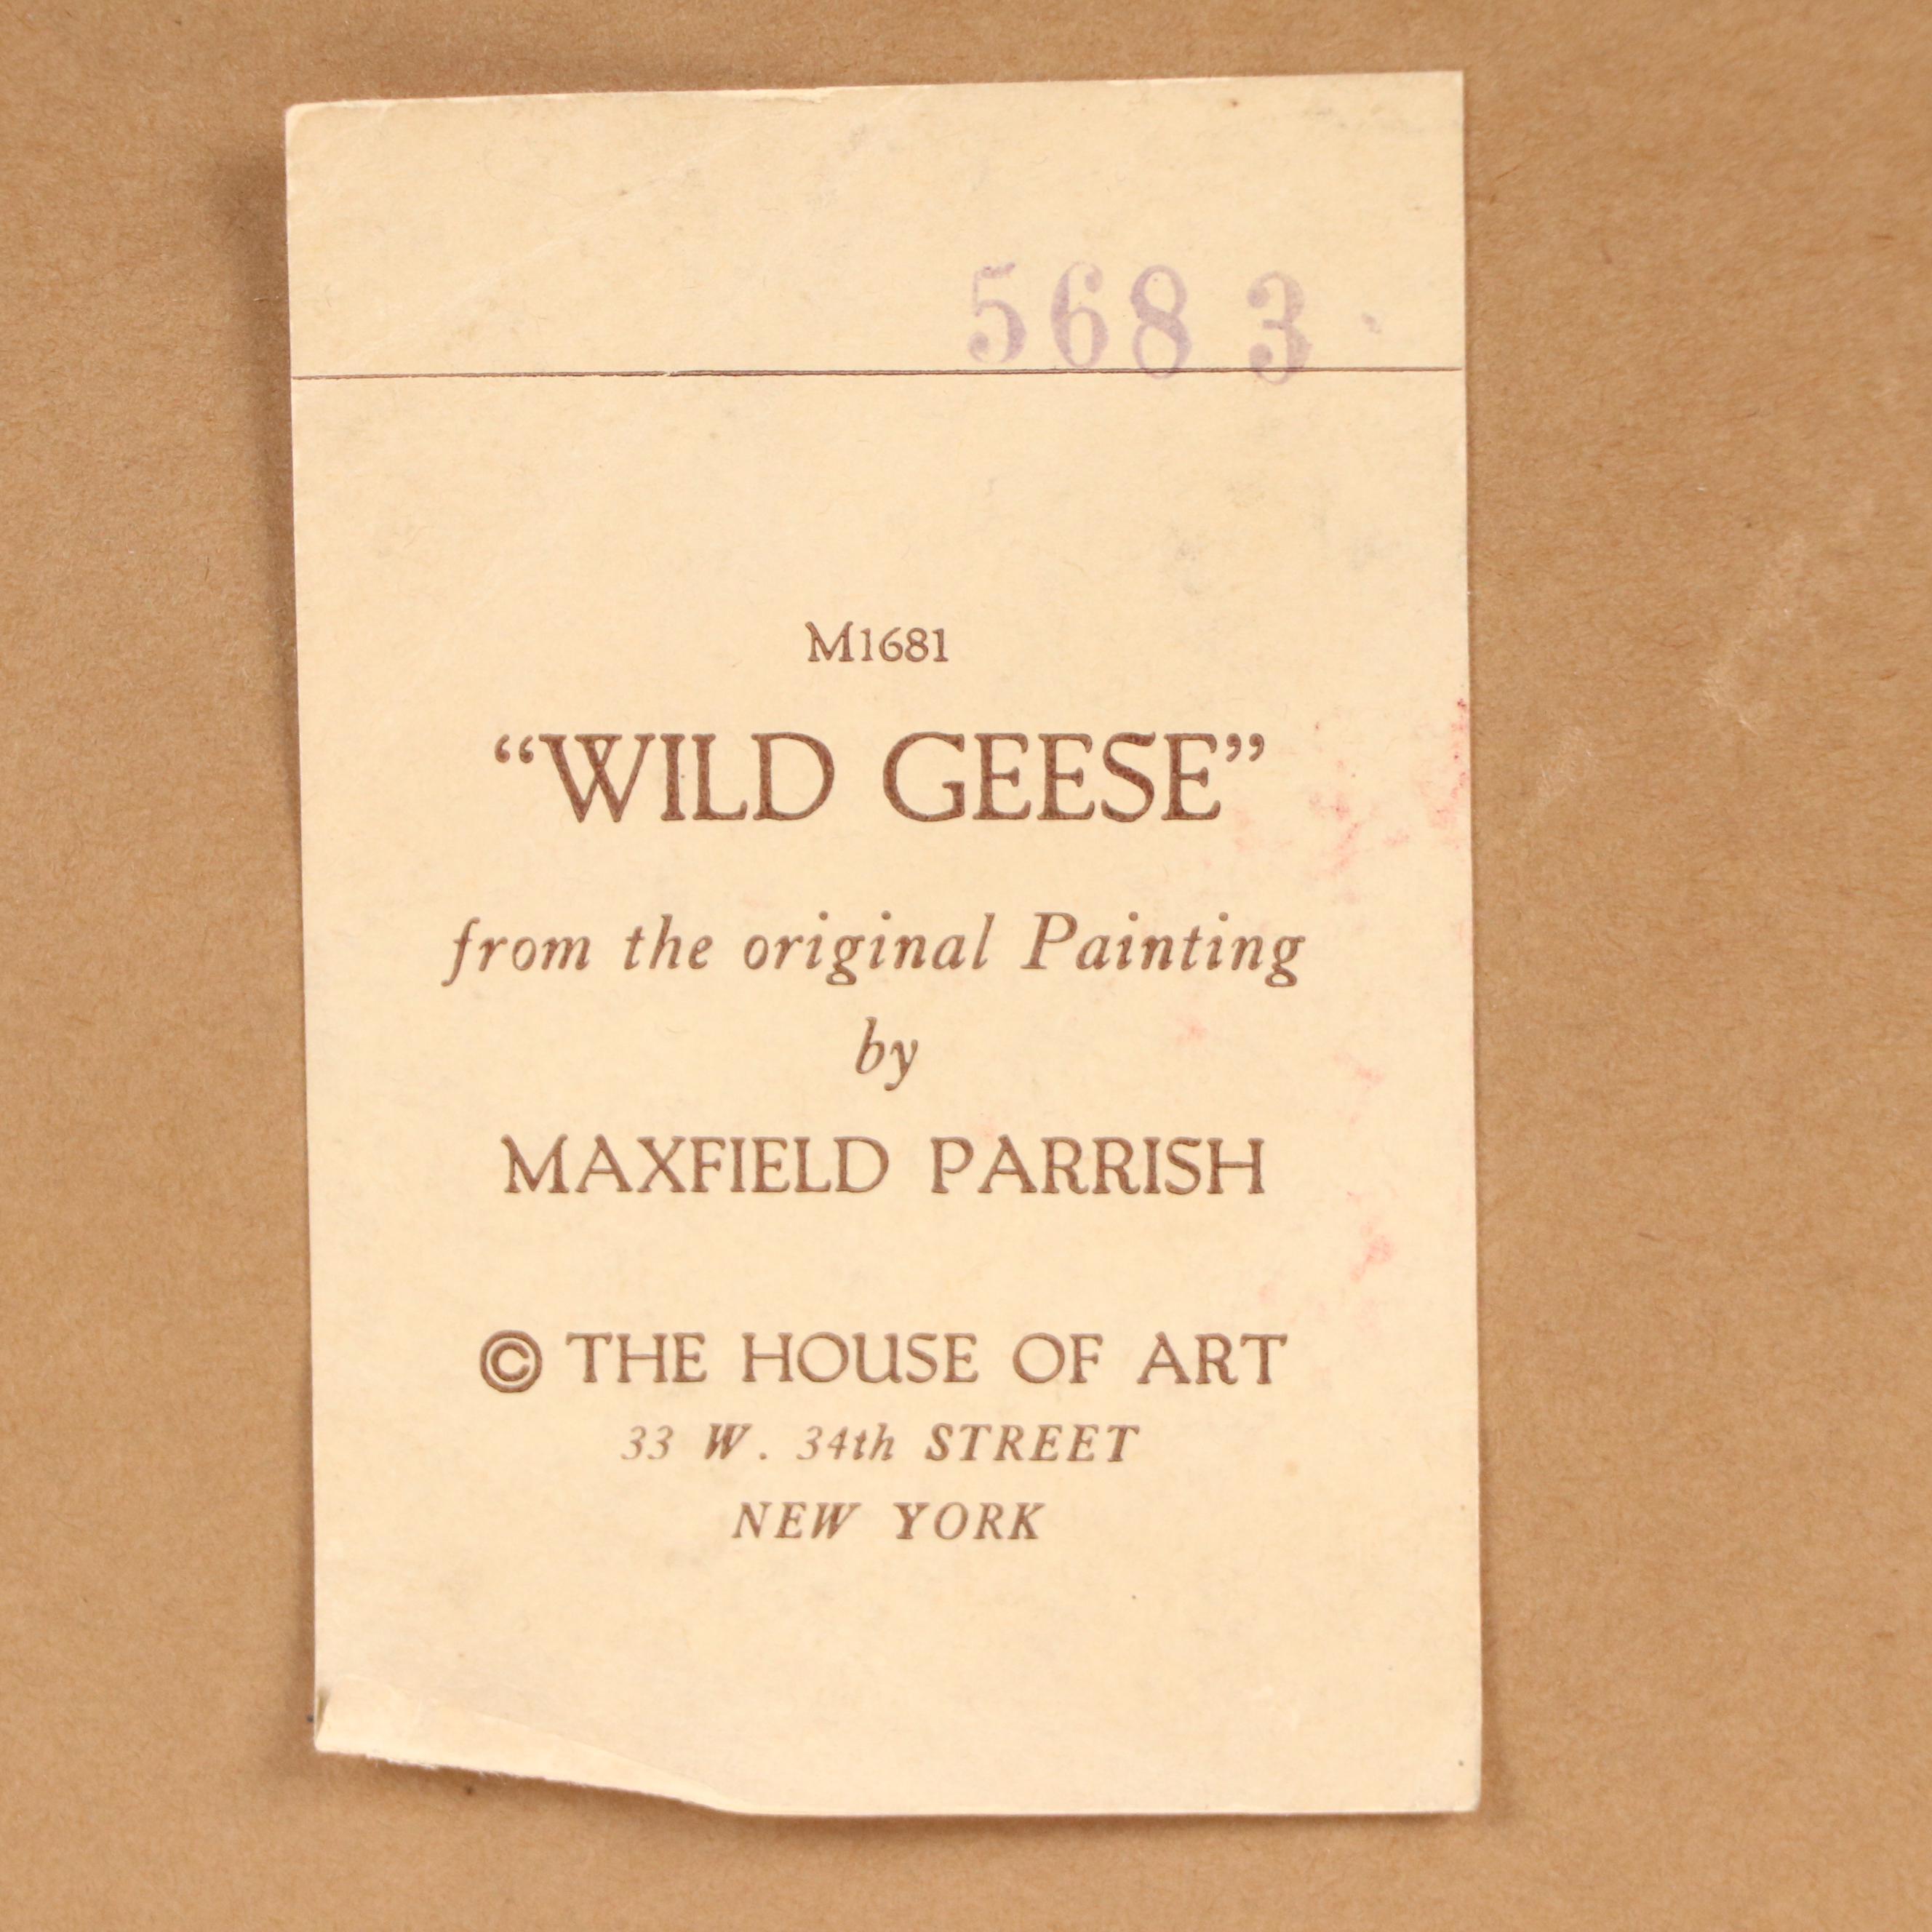 5683
M1681
“WILD GEESE”
from the original Painting
by
MAXFIELD PARRISH
© THE HOUSE OF ART
33 W. 34th STREET
NEW YORK